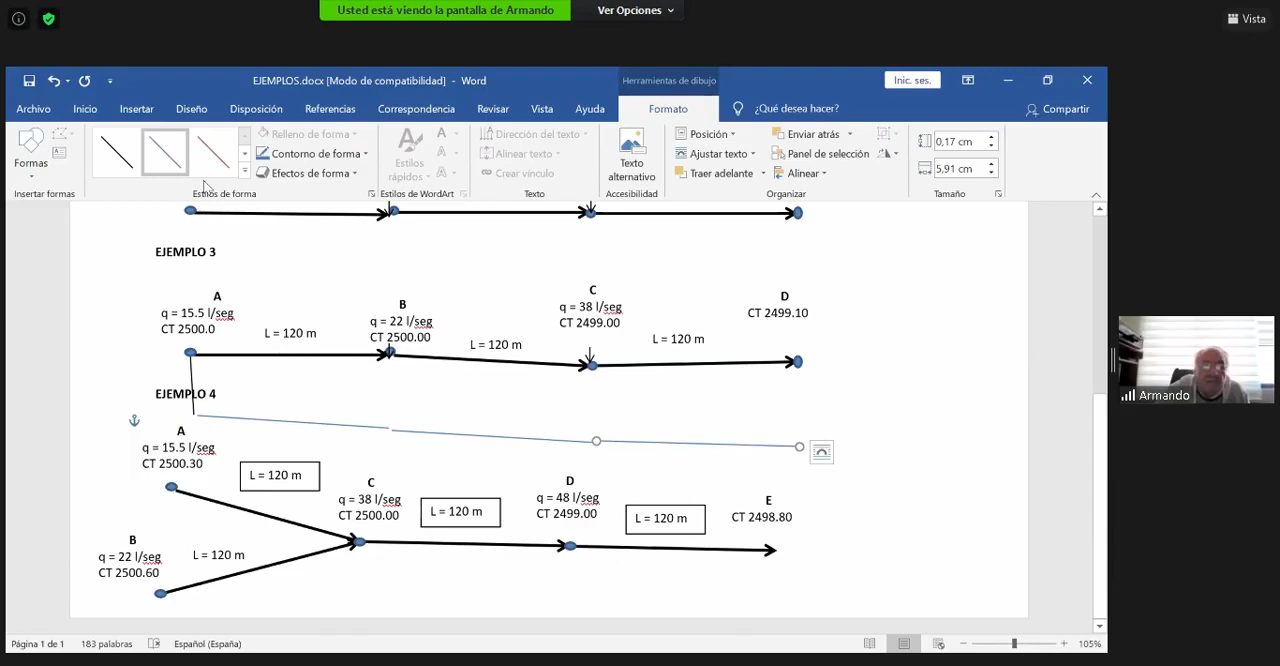 Usted está viendo la pantalla de Armando
Ver Opciones
Vista
EJEMPLOS.docx [Modo de compatibilidad] - Word
Herramientas de dibujo
Inic. ses.
Archivo Inicio Insertar Diseño Disposición Referencias Correspondencia Revisar Vista Ayuda Formato ¿Qué desea hacer? Compartir
Formas
Insertar formas
Relleno de forma
Contorno de forma
Efectos de forma
Estilos de forma
Estilos rápidos
Estilos de WordArt
Dirección del texto
Alinear texto
Crear vínculo
Texto
Texto alternativo
Accesibilidad
Posición
Ajustar texto
Traer adelante
Enviar atrás
Panel de selección
Alinear
Organizar
0,17 cm
5,91 cm
Tamaño
EJEMPLO 3
A
q = 15.5 l/seg
CT 2500.0
L = 120 m
B
q = 22 l/seg
CT 2500.00
L = 120 m
C
q = 38 l/seg
CT 2499.00
L = 120 m
D
CT 2499.10
EJEMPLO 4
A
q = 15.5 l/seg
CT 2500.30
L = 120 m
B
q = 22 l/seg
CT 2500.60
L = 120 m
C
q = 38 l/seg
CT 2500.00
L = 120 m
D
q = 48 l/seg
CT 2499.00
L = 120 m
E
CT 2498.80
Armando
Página 1 de 1 183 palabras Español (España) 105%